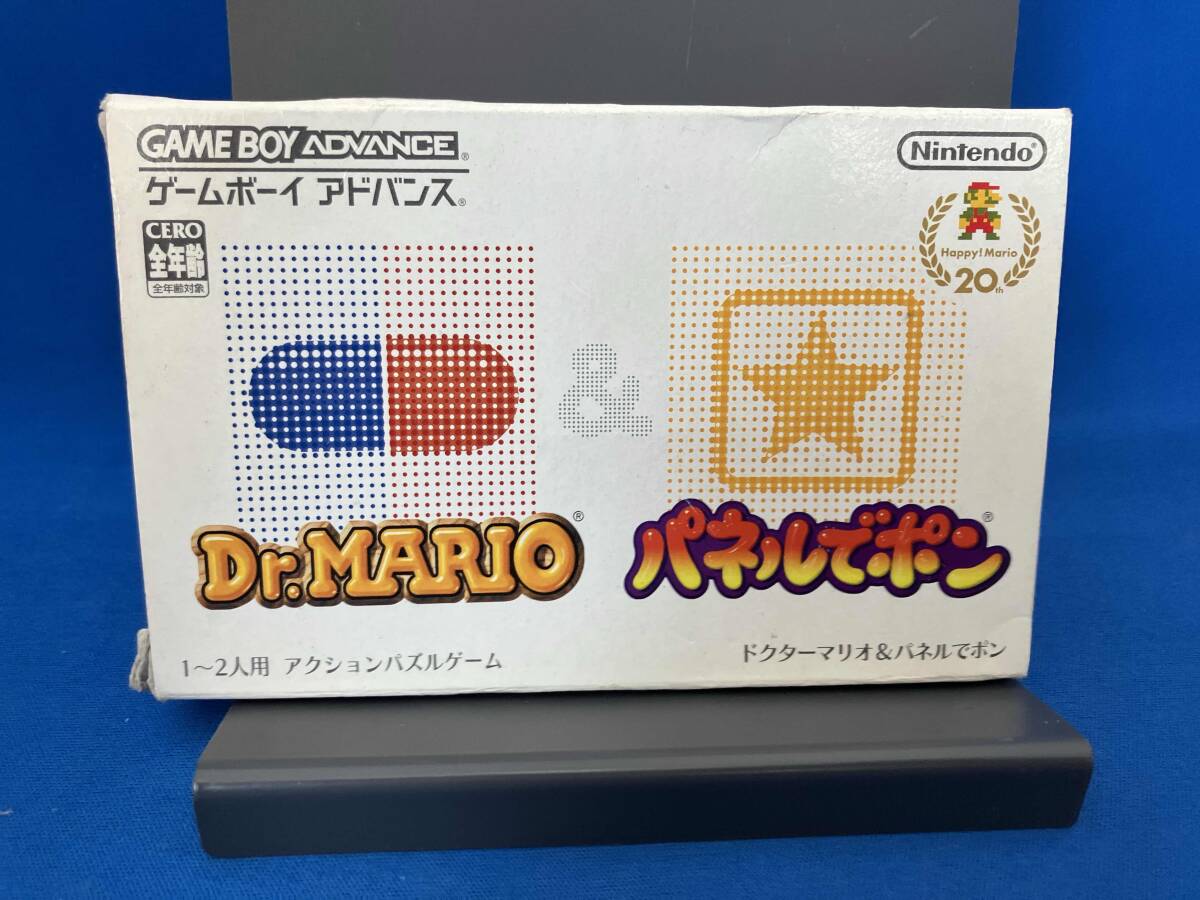 GAME BOY ADVANCE®
ゲームボーイ アドバンス®
Nintendo®
CERO
全年齢
全年齢対象
Happy! Mario
20th
&
Dr.MARIO®
パネルでポン®
1〜2人用 アクションパズルゲーム
ドクターマリオ&パネルでポン